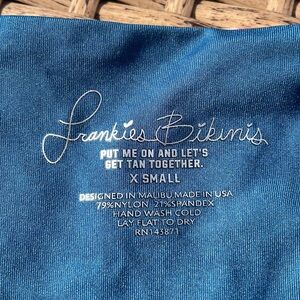 Frankies Bikinis
PUT ME ON AND LET'S
GET TAN TOGETHER.
X SMALL
DESIGNED IN MALIBU MADE IN USA
79%NYLON 21%SPANDEX
HAND WASH COLD
LAY FLAT TO DRY
RN143871